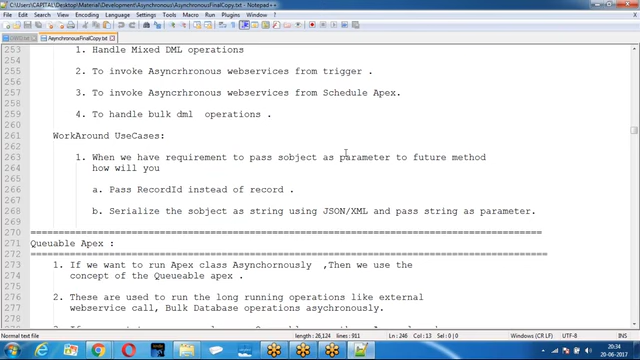 C:\Users\CAPITAL\Desktop\Material\Development\Asynchronous\AsynchronousFinalCopy.txt - Notepad++
File Edit Search View Encoding Language Settings Macro Run Plugins Window ?
AsynchronousFinalCopy.txt
253 1. Handle Mixed DML operations
254
255 2. To invoke Asyncrhronous webservices from trigger .
256
257 3. To invoke Asyncrhronous webservices from Schedule Apex.
258
259 4. To handle bulk dml operations .
260
261 WorkAround UseCases:
262
263 1. When we have requirement to pass sobject as parameter to future method
264 how will you
265
266 a. Pass RecordId instead of record .
267
268 b. Serialize the sobject as string using JSON/XML and pass string as parameter.
269
270 ====================================================================
271 Queuable Apex :
272 ====================================================================
273 1. If we want to run Apex class Asynchornously ,Then we use the
274 concept of the Queueable apex .
275
276 2. These are used to run the long running operations like external
277 webservice call, Bulk Database operations asychronously.
278
Normal text file length : 26,124 lines : 911 Ln : 246 Col : 13 Sel : 0 | 0 Windows (CR LF) UTF-8 INS
20:34
20-06-2017